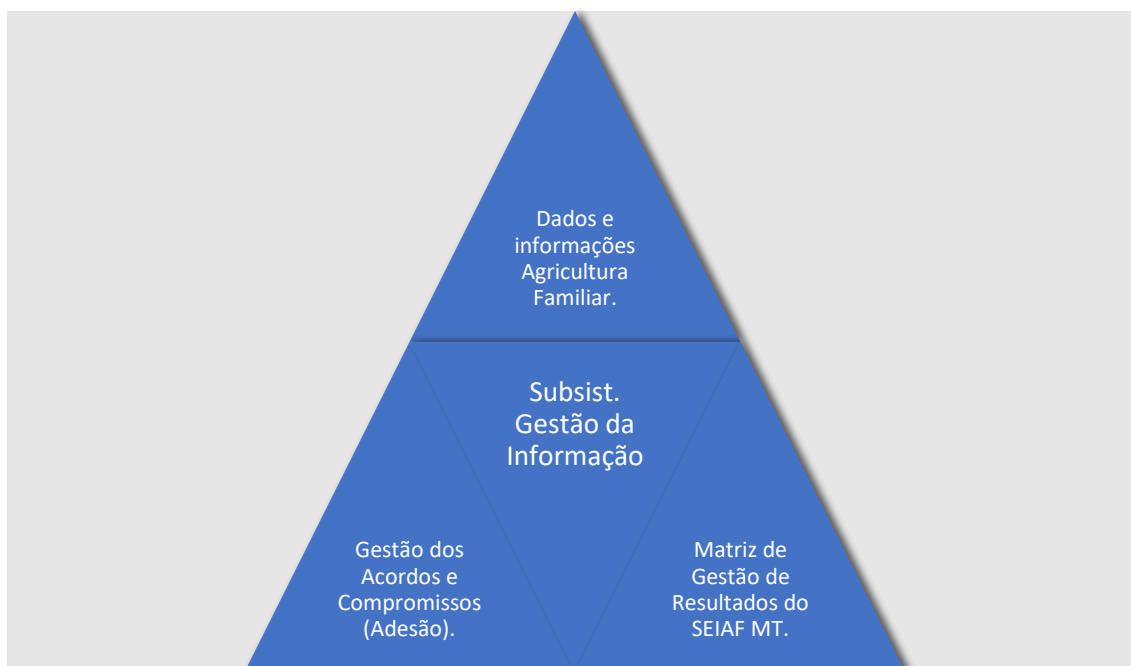 Dados e
informações
Agricultura
Familiar.
Subsist.
Gestão da
Informação
Gestão dos
Acordos e
Compromissos
(Adesão).
Matriz de
Gestão de
Resultados do
SEIAF MT.